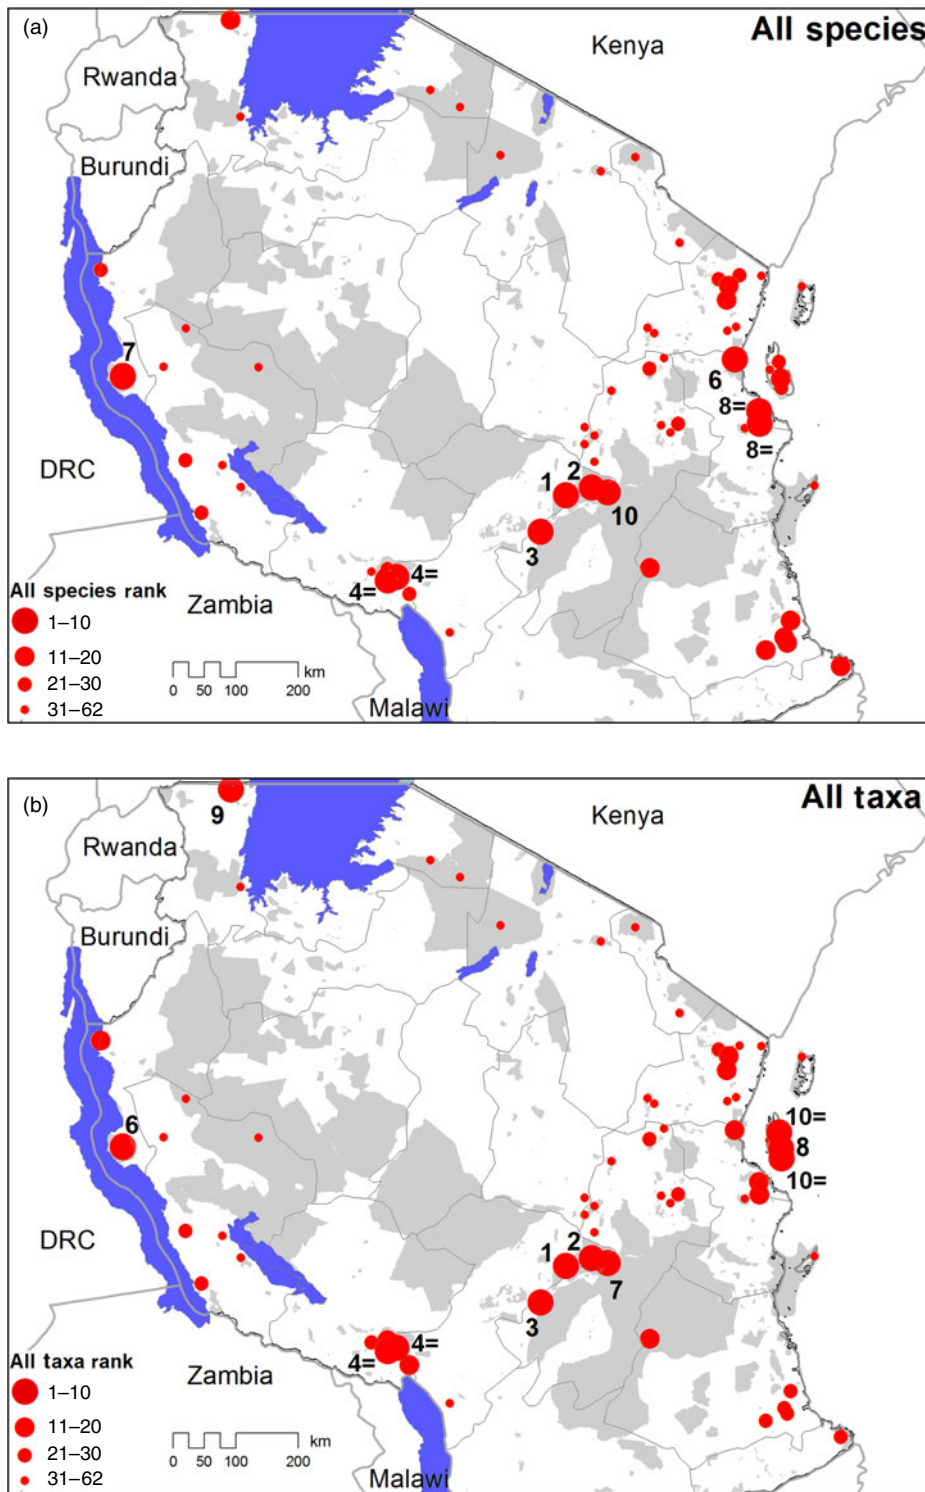 (a)
All species
Kenya
Rwanda
Burundi
7
6
8=
8=
DRC
1
2
10
3
4=
4=
All species rank
Zambia
1–10
11–20
21–30
km
31–62
0 50 100 200
Malawi
(b)
All taxa
9
Kenya
Rwanda
Burundi
6
10=
8
10=
DRC
1
2
7
3
4=
4=
All taxa rank
Zambia
1–10
11–20
km
21–30
0 50 100 200
31–62
Malawi